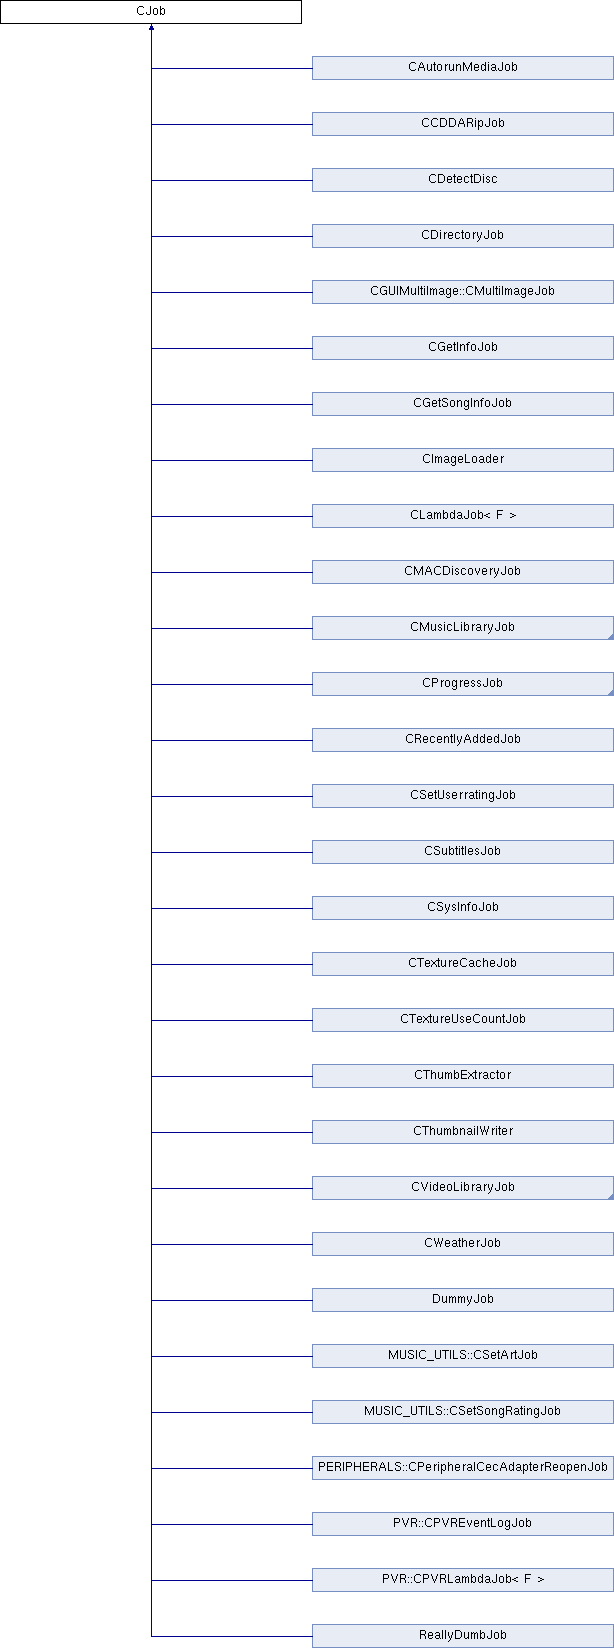 CJob
CAutorunMediaJob
CCDDARipJob
CDetectDisc
CDirectoryJob
CGUIMultiImage::CMultiImageJob
CGetInfoJob
CGetSongInfoJob
CImageLoader
CLambdaJob< F >
CMACDiscoveryJob
CMusicLibraryJob
CProgressJob
CRecentlyAddedJob
CSetUserratingJob
CSubtitlesJob
CSysInfoJob
CTextureCacheJob
CTextureUseCountJob
CThumbExtractor
CThumbnailWriter
CVideoLibraryJob
CWeatherJob
DummyJob
MUSIC_UTILS::CSetArtJob
MUSIC_UTILS::CSetSongRatingJob
PERIPHERALS::CPeripheralCecAdapterReopenJob
PVR::CPVREventLogJob
PVR::CPVRLambdaJob< F >
ReallyDumbJob